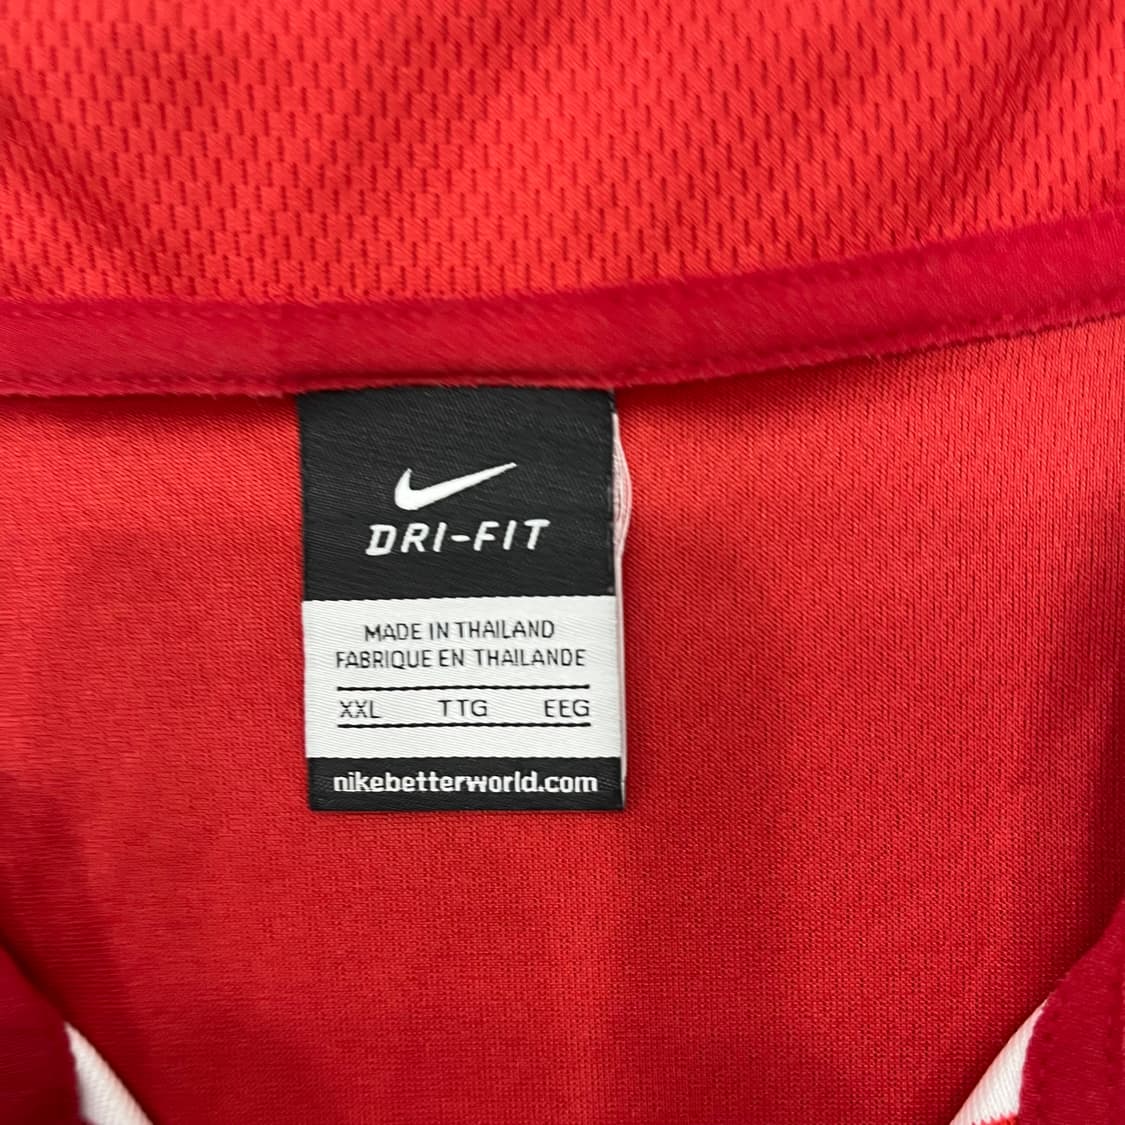 DRI-FIT
MADE IN THAILAND
FABRIQUE EN THAILANDE
XXL TTG EEG
nikebetterworld.com